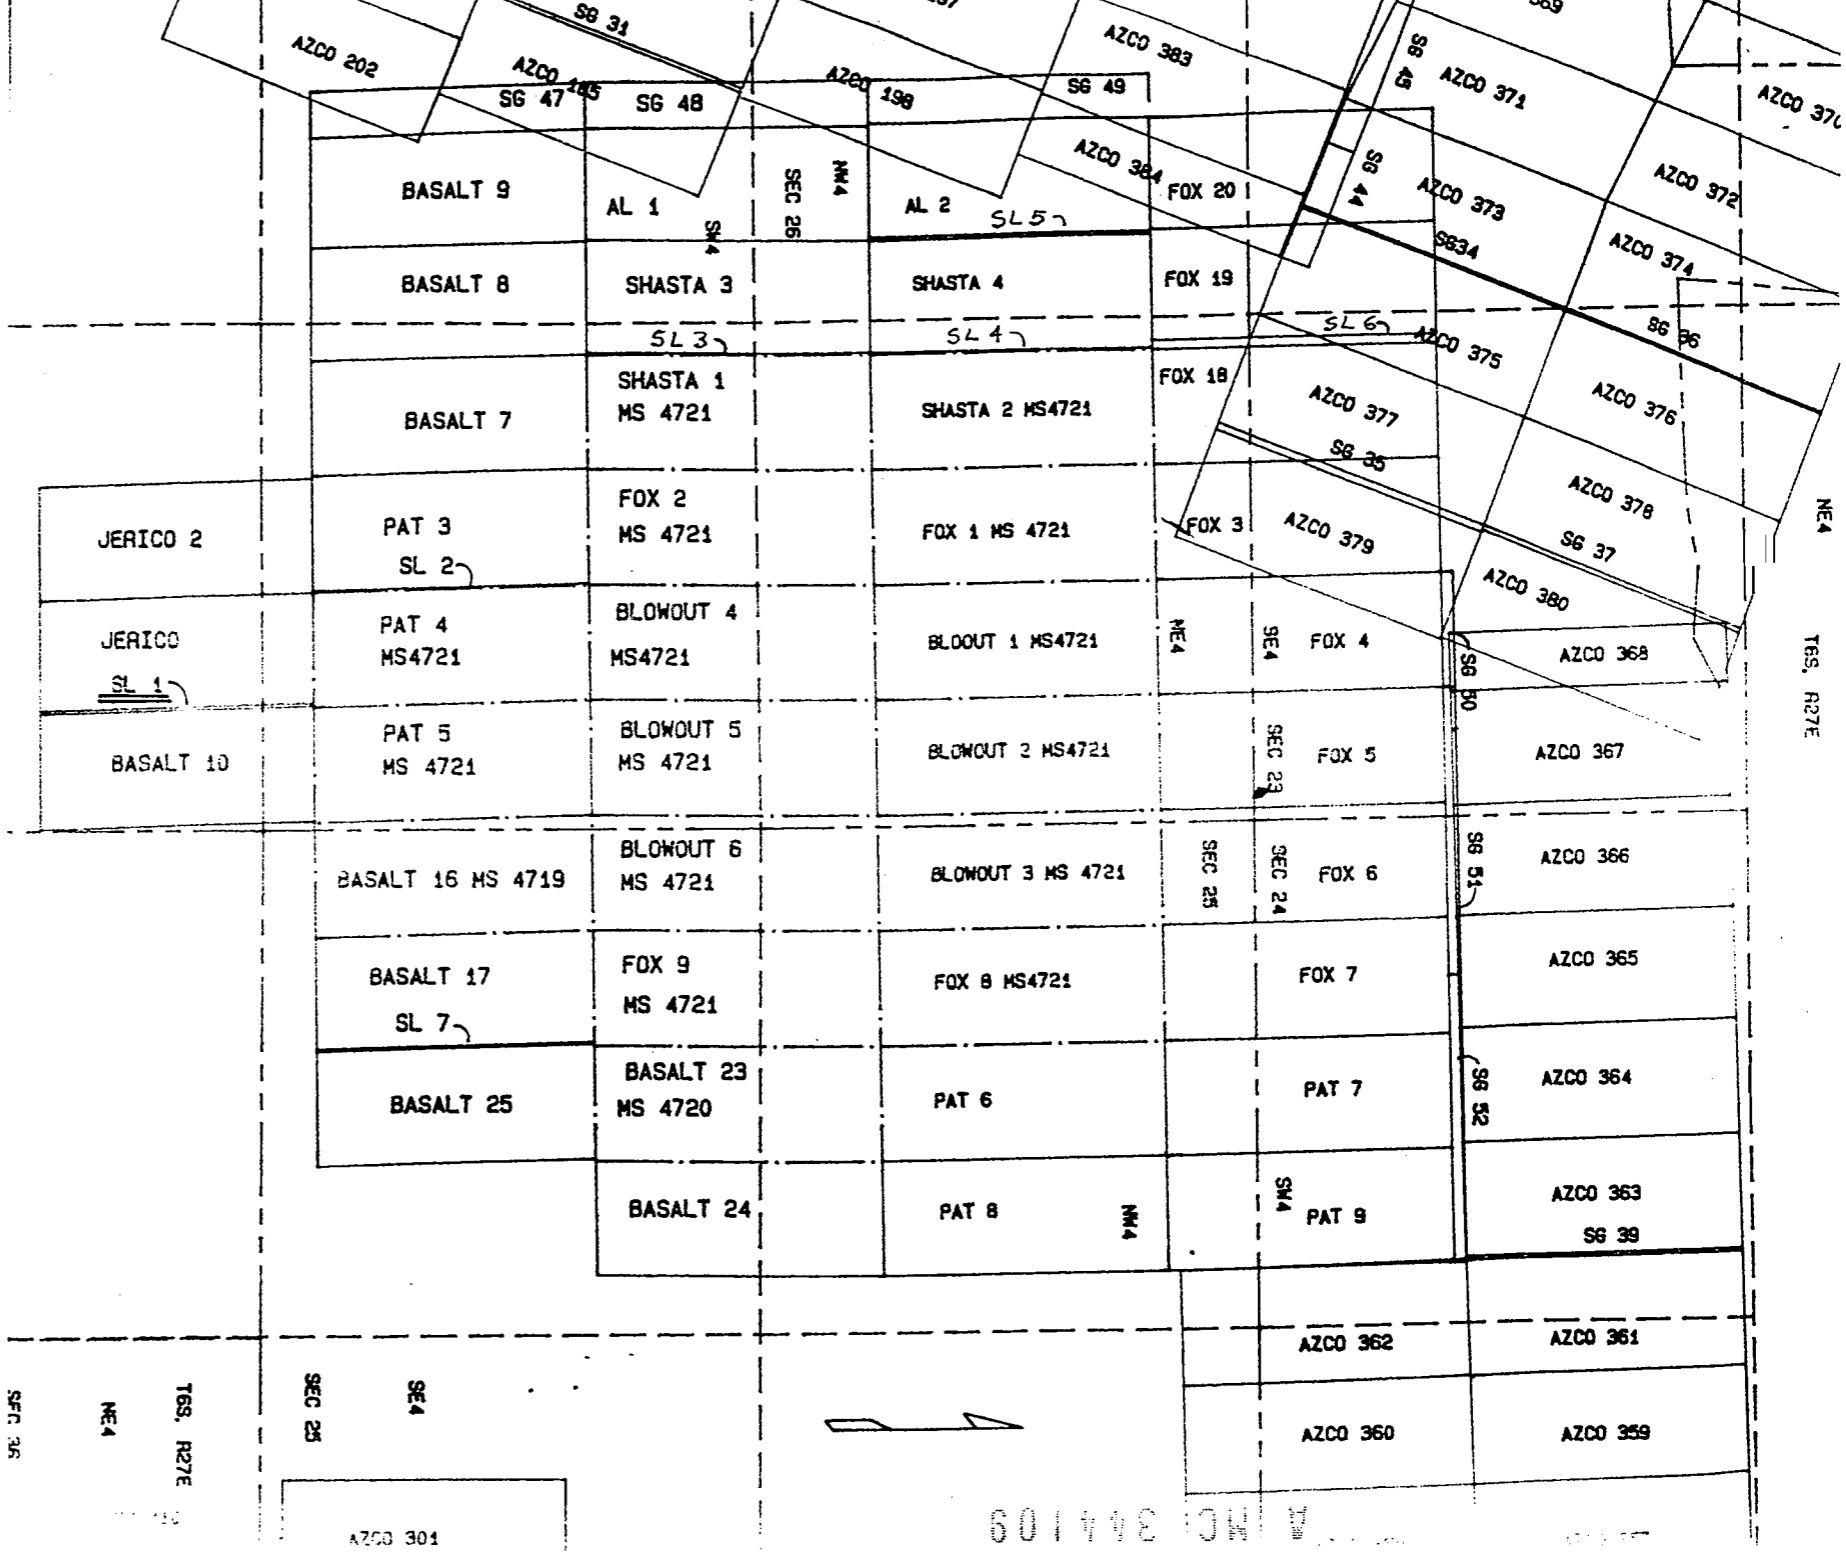 SG 31
AZCO 202
AZCO 185
SG 47
SG 48
AZCO 198
AZCO 383
SG 49
SG 45
AZCO 371
AZCO 384
BASALT 9
AL 1
SW4
SEC 26
NW4
AL 2
SL5
FOX 20
SG 44
AZCO 373
AZCO 372
SG34
AZCO 374
BASALT 8
SHASTA 3
SHASTA 4
FOX 19
SL 3
SL 4
SL 6
AZCO 375
SG 36
BASALT 7
SHASTA 1
MS 4721
SHASTA 2 MS4721
FOX 18
AZCO 377
AZCO 376
SG 35
JERICO 2
PAT 3
SL 2
FOX 2
MS 4721
FOX 1 MS 4721
FOX 3
AZCO 379
AZCO 378
SG 37
NE4
AZCO 380
JERICO
SL 1
PAT 4
MS4721
BLOWOUT 4
MS4721
BLOOUT 1 MS4721
NE4
SE4
FOX 4
SG 50
AZCO 368
T6S, R27E
BASALT 10
PAT 5
MS 4721
BLOWOUT 5
MS 4721
BLOWOUT 2 MS4721
SEC 23
FOX 5
AZCO 367
BASALT 16 MS 4719
BLOWOUT 6
MS 4721
BLOWOUT 3 MS 4721
SEC 25
SEC 24
FOX 6
SG 51
AZCO 366
BASALT 17
SL 7
FOX 9
MS 4721
FOX 8 MS4721
FOX 7
AZCO 365
BASALT 25
BASALT 23
MS 4720
PAT 6
PAT 7
SG 52
AZCO 364
BASALT 24
PAT 8
NW4
SW4
PAT 9
AZCO 363
SG 39
AZCO 362
AZCO 361
SEC 36
NE4
T6S, R27E
SEC 25
SE4
AZCO 360
AZCO 359
A MC 344109
AZCO 301